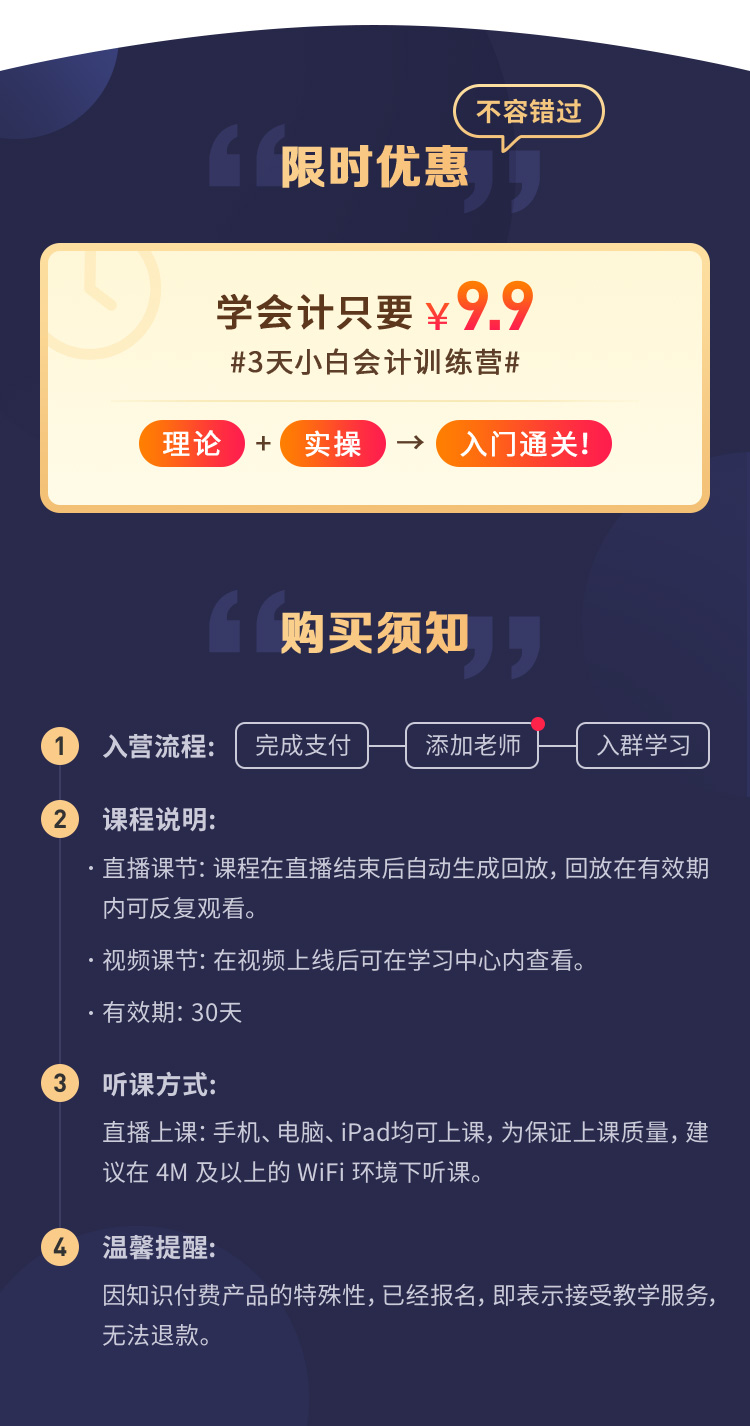 不容错过
限时优惠
学会计只要 ¥9.9
#3天小白会计训练营#
理论 + 实操 → 入门通关!
购买须知
1 入营流程: 完成支付 添加老师 入群学习
2 课程说明:
· 直播课节: 课程在直播结束后自动生成回放, 回放在有效期
内可反复观看。
· 视频课节: 在视频上线后可在学习中心内查看。
· 有效期: 30天
3 听课方式:
直播上课: 手机、电脑、iPad均可上课, 为保证上课质量, 建
议在 4M 及以上的 WiFi 环境下听课。
4 温馨提醒:
因知识付费产品的特殊性, 已经报名, 即表示接受教学服务,
无法退款。